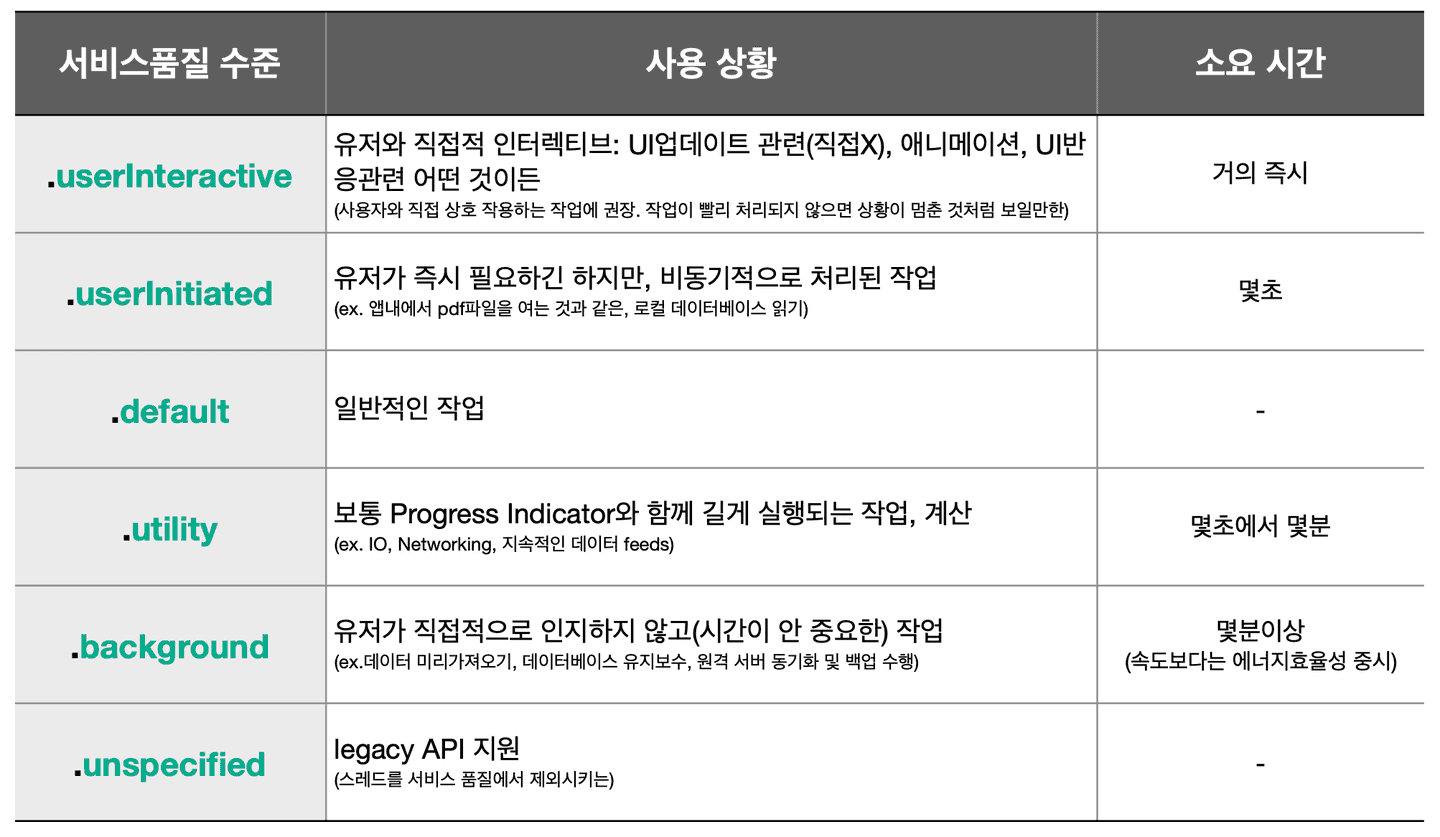 서비스품질 수준
사용 상황
소요 시간
.userInteractive
유저와 직접적 인터렉티브: UI업데이트 관련(직접X), 애니메이션, UI반
응관련 어떤 것이든
(사용자와 직접 상호 작용하는 작업에 권장. 작업이 빨리 처리되지 않으면 상황이 멈춘 것처럼 보일만한)
거의 즉시
.userInitiated
유저가 즉시 필요하긴 하지만, 비동기적으로 처리된 작업
(ex. 앱내에서 pdf파일을 여는 것과 같은, 로컬 데이터베이스 읽기)
몇초
.default
일반적인 작업
-
.utility
보통 Progress Indicator와 함께 길게 실행되는 작업, 계산
(ex. IO, Networking, 지속적인 데이터 feeds)
몇초에서 몇분
.background
유저가 직접적으로 인지하지 않고(시간이 안 중요한) 작업
(ex.데이터 미리가져오기, 데이터베이스 유지보수, 원격 서버 동기화 및 백업 수행)
몇분이상
(속도보다는 에너지효율성 중시)
.unspecified
legacy API 지원
(스레드를 서비스 품질에서 제외시키는)
-